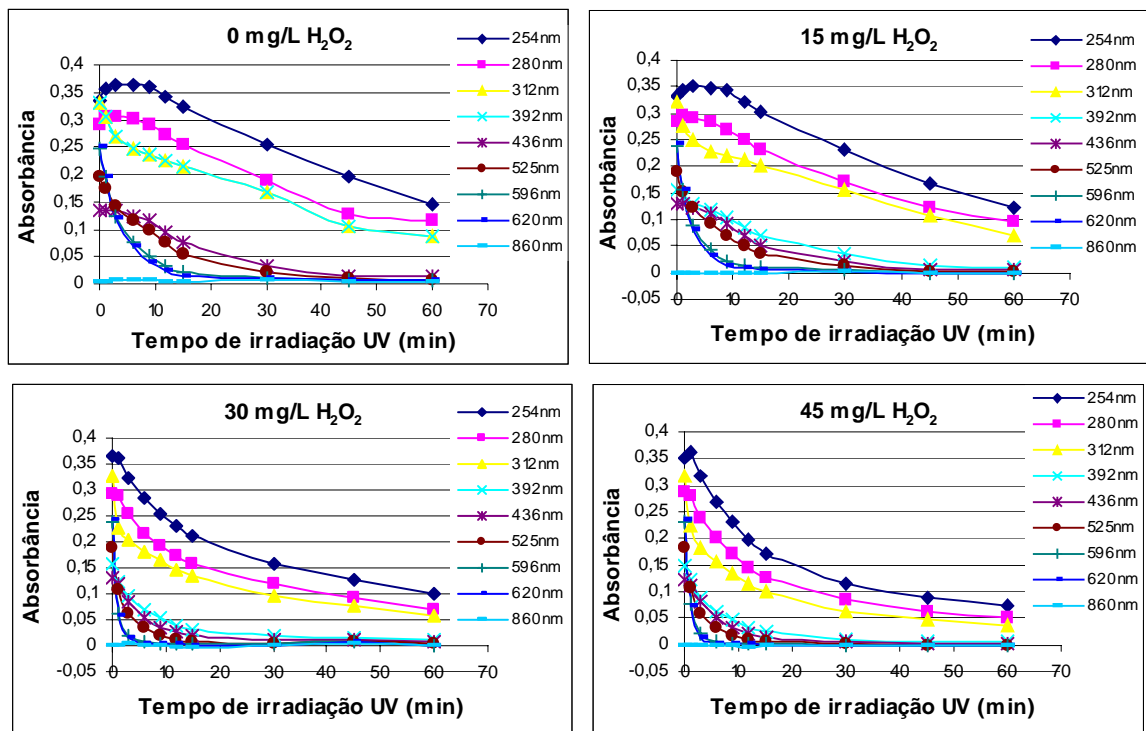 0 mg/L H₂O₂
Absorbância
0,4
0,35
0,3
0,25
0,2
0,15
0,1
0,05
0
0 10 20 30 40 50 60 70
Tempo de irradiação UV (min)
254nm
280nm
312nm
392nm
436nm
525nm
596nm
620nm
860nm
15 mg/L H₂O₂
Absorbância
0,4
0,35
0,3
0,25
0,2
0,15
0,1
0,05
0
-0,05
0 10 20 30 40 50 60 70
Tempo de irradiação UV (min)
254nm
280nm
312nm
392nm
436nm
525nm
596nm
620nm
860nm
30 mg/L H₂O₂
Absorbância
0,4
0,35
0,3
0,25
0,2
0,15
0,1
0,05
0
-0,05
0 10 20 30 40 50 60 70
Tempo de irradiação UV (min)
254nm
280nm
312nm
392nm
436nm
525nm
596nm
620nm
860nm
45 mg/L H₂O₂
Absorbância
0,4
0,35
0,3
0,25
0,2
0,15
0,1
0,05
0
-0,05
0 10 20 30 40 50 60 70
Tempo de irradiação UV (min)
254nm
280nm
312nm
392nm
436nm
525nm
596nm
620nm
860nm